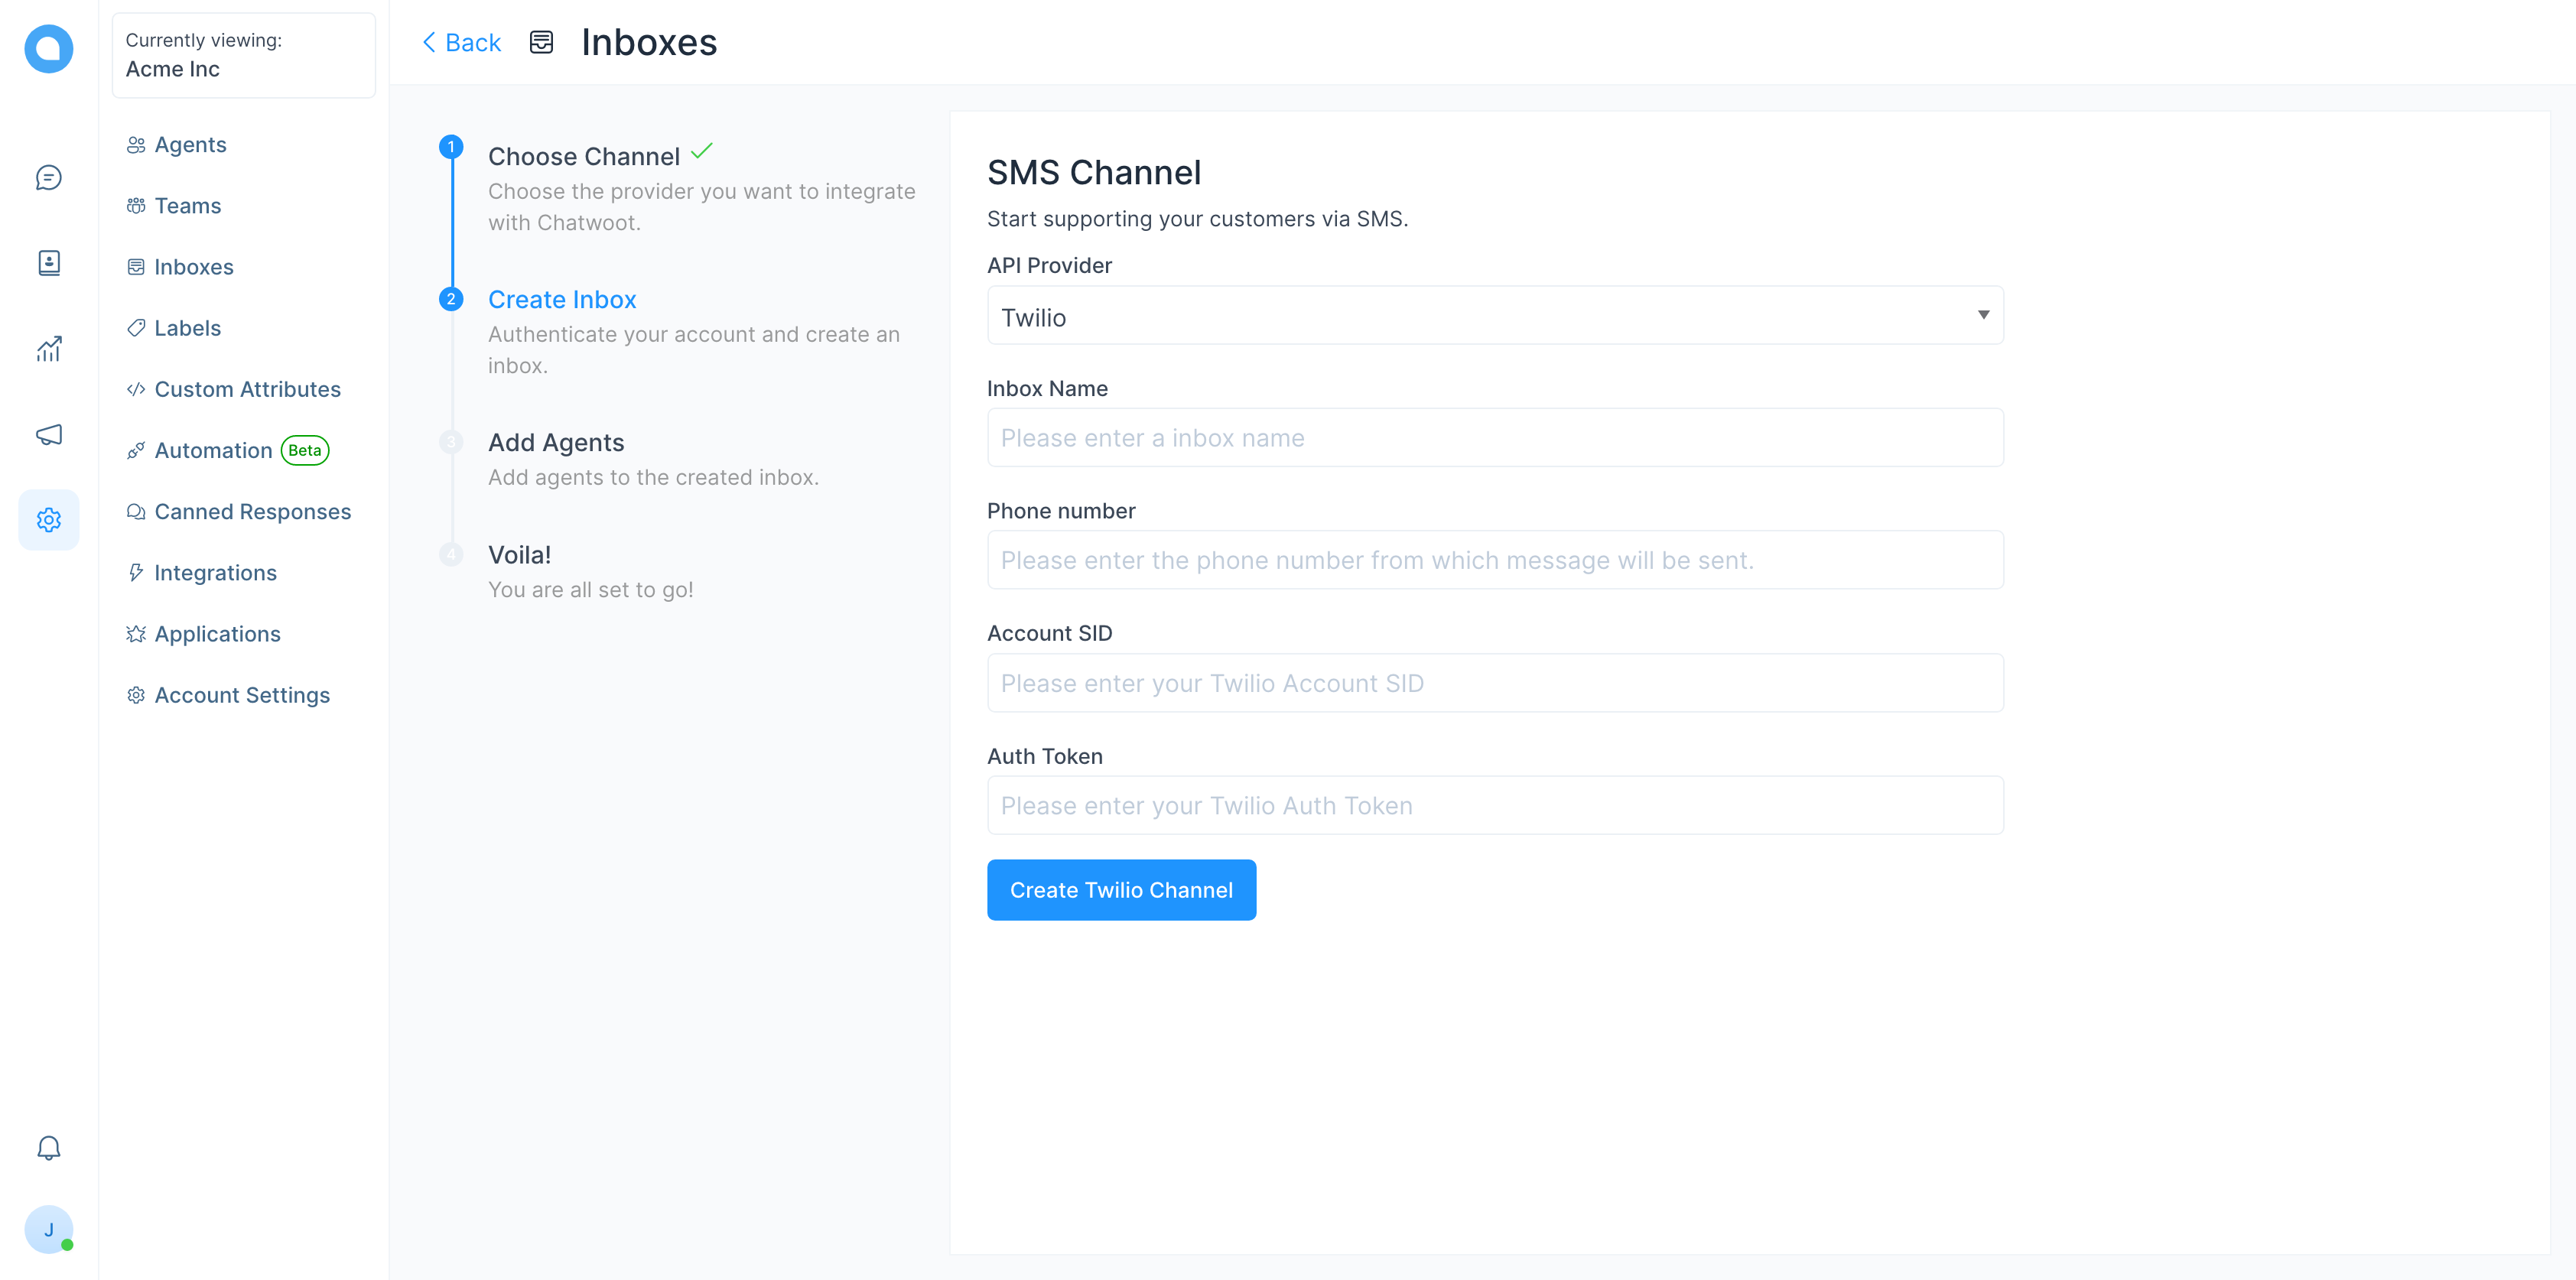 Currently viewing:
Acme Inc
Agents
Teams
Inboxes
Labels
Custom Attributes
Automation Beta
Canned Responses
Integrations
Applications
Account Settings
J
Back Inboxes
1 Choose Channel
Choose the provider you want to integrate
with Chatwoot.
2 Create Inbox
Authenticate your account and create an
inbox.
3 Add Agents
Add agents to the created inbox.
4 Voila!
You are all set to go!
SMS Channel
Start supporting your customers via SMS.
API Provider
Twilio
Inbox Name
Please enter a inbox name
Phone number
Please enter the phone number from which message will be sent.
Account SID
Please enter your Twilio Account SID
Auth Token
Please enter your Twilio Auth Token
Create Twilio Channel